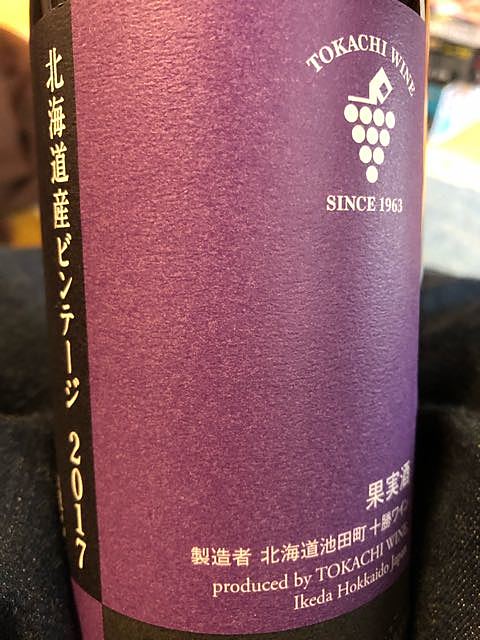 北海道産ビンテージ 2017
TOKACHI WINE
SINCE 1963
果実酒
製造者 北海道池田町 十勝ワイン
produced by TOKACHI WINE
Ikeda Hokkaido Japan